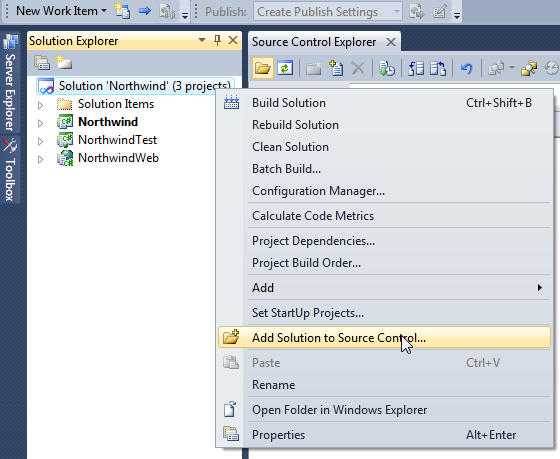 New Work Item
Publish: Create Publish Settings
Server Explorer
Toolbox
Solution Explorer
Solution 'Northwind' (3 projects)
Solution Items
Northwind
NorthwindTest
NorthwindWeb
Source Control Explorer
Build Solution Ctrl+Shift+B
Rebuild Solution
Clean Solution
Batch Build...
Configuration Manager...
Calculate Code Metrics
Project Dependencies...
Project Build Order...
Add
Set StartUp Projects...
Add Solution to Source Control...
Paste Ctrl+V
Rename
Open Folder in Windows Explorer
Properties Alt+Enter